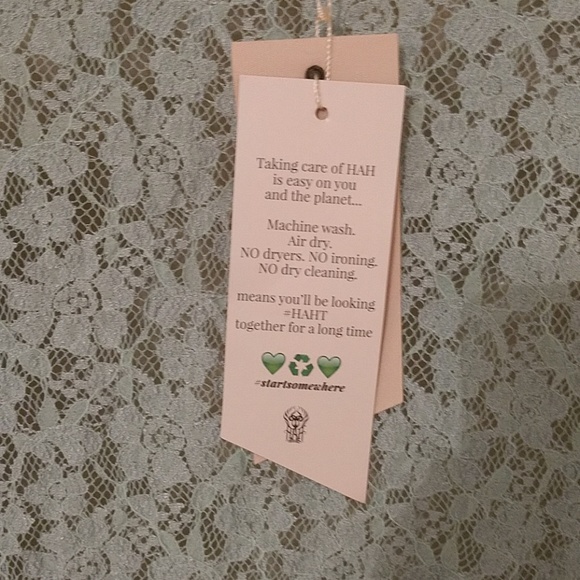 Taking care of HAH
is easy on you
and the planet...
Machine wash.
Air dry.
NO dryers. NO ironing.
NO dry cleaning.
means you'll be looking
#HAHT
together for a long time
#startsomewhere